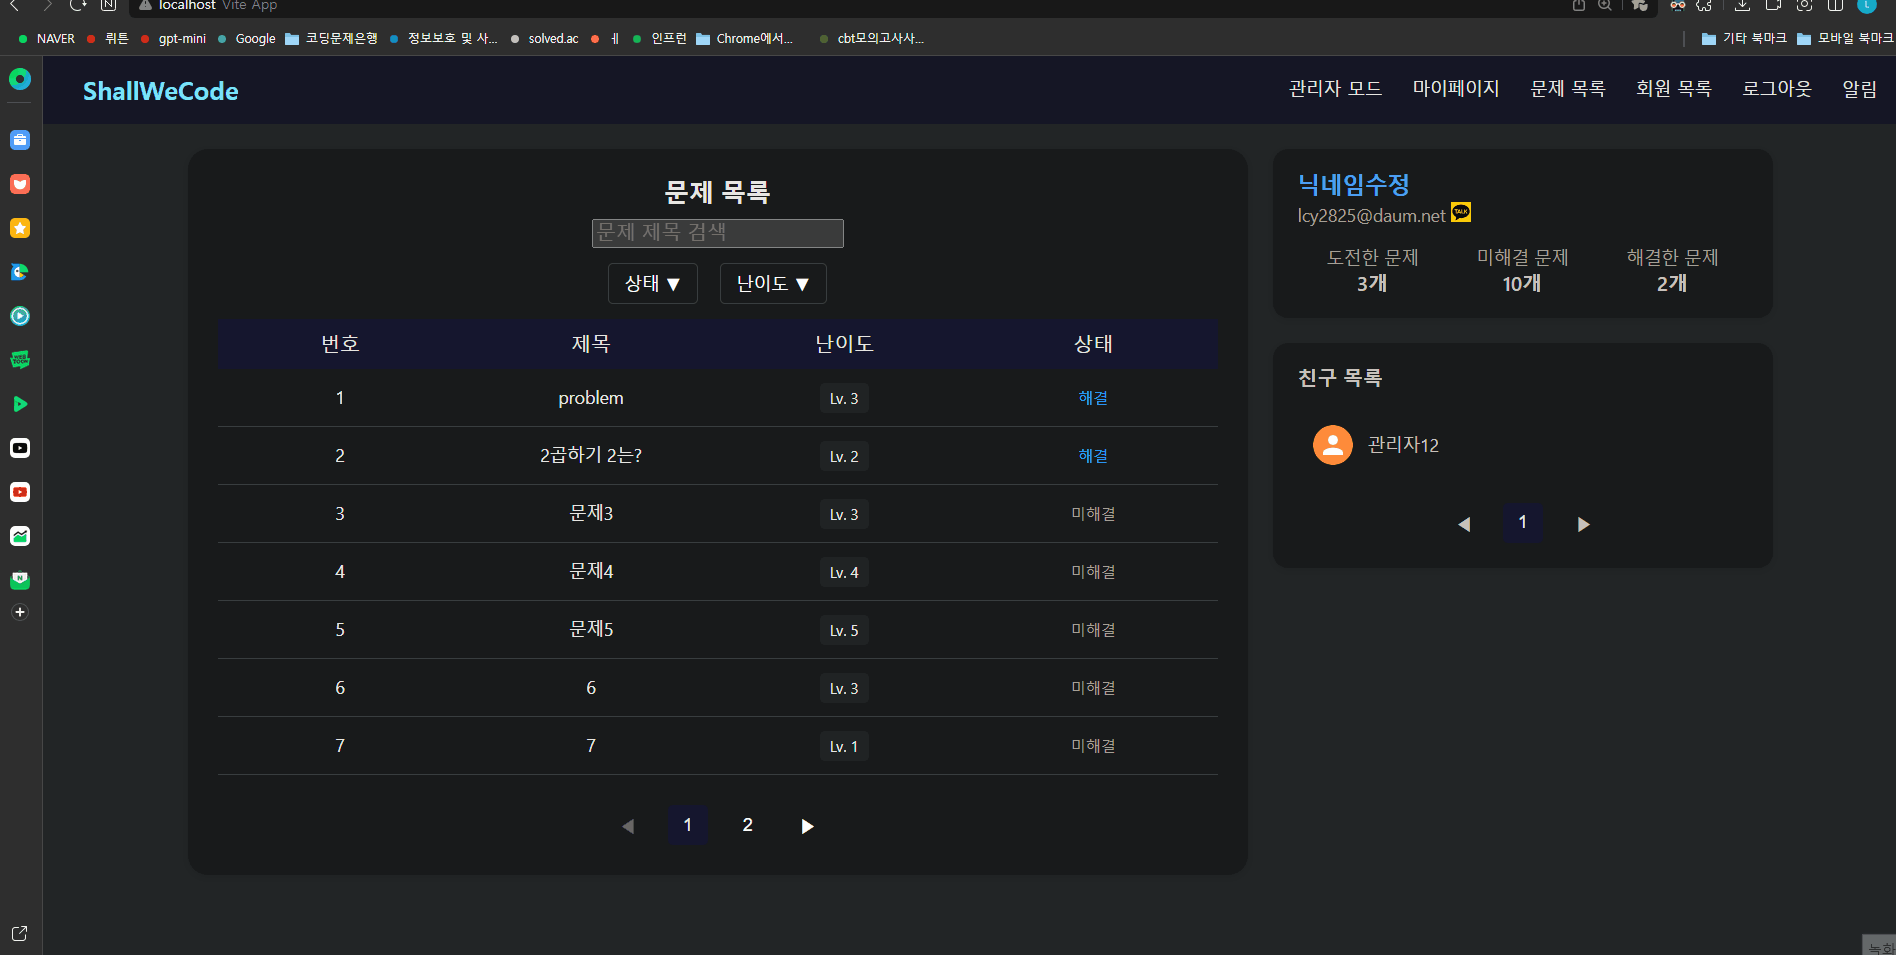 localhost Vite App
NAVER 뤼튼 gpt-mini Google 코딩문제은행 정보보호 및 사... solved.ac ㅔ 인프런 Chrome에서... cbt모의고사사... 기타 북마크 모바일 북마크
ShallWeCode
관리자 모드 마이페이지 문제 목록 회원 목록 로그아웃 알림
문제 목록
문제 제목 검색
상태 ▼ 난이도 ▼
번호 제목 난이도 상태
1 problem Lv. 3 해결
2 2곱하기 2는? Lv. 2 해결
3 문제3 Lv. 3 미해결
4 문제4 Lv. 4 미해결
5 문제5 Lv. 5 미해결
6 6 Lv. 3 미해결
7 7 Lv. 1 미해결
◀ 1 2 ▶
닉네임수정
lcy2825@daum.net TALK
도전한 문제 미해결 문제 해결한 문제
3개 10개 2개
친구 목록
관리자12
◀ 1 ▶